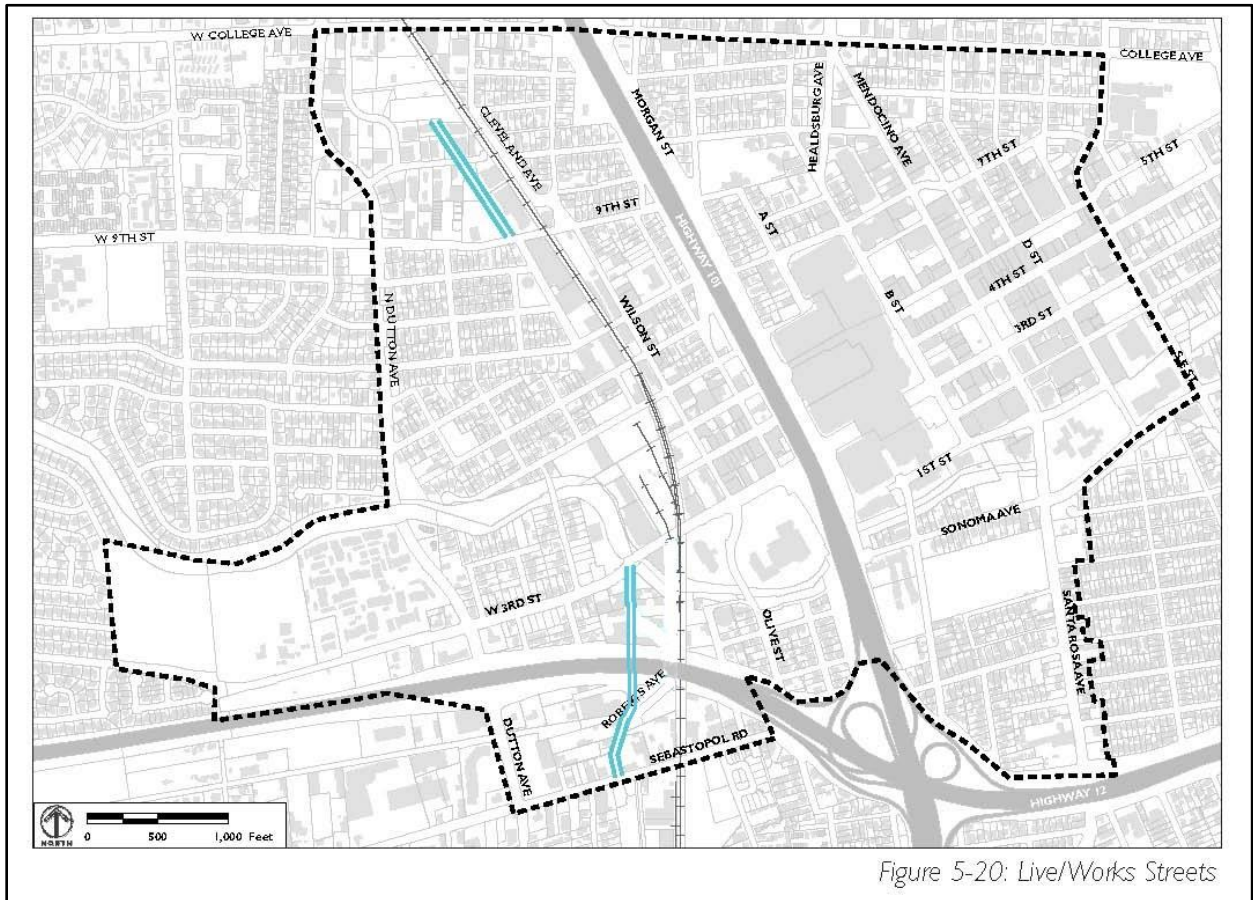 W COLLEGE AVE
COLLEGE AVE
CLEVELAND AVE
MORGAN ST
HEALDSBURG AVE
MENDOCINO AVE
7TH ST
5TH ST
9TH ST
W 9TH ST
HIGHWAY 101
A ST
D ST
4TH ST
B ST
3RD ST
N DUTTON AVE
WILSON ST
S E ST
1ST ST
SONOMA AVE
W 3RD ST
OLIVE ST
SANTA ROSA AVE
ROBERTS AVE
SEBASTOPOL RD
DUTTON AVE
HIGHWAY 12
NORTH
0 500 1,000 Feet
Figure 5-20: Live/Works Streets